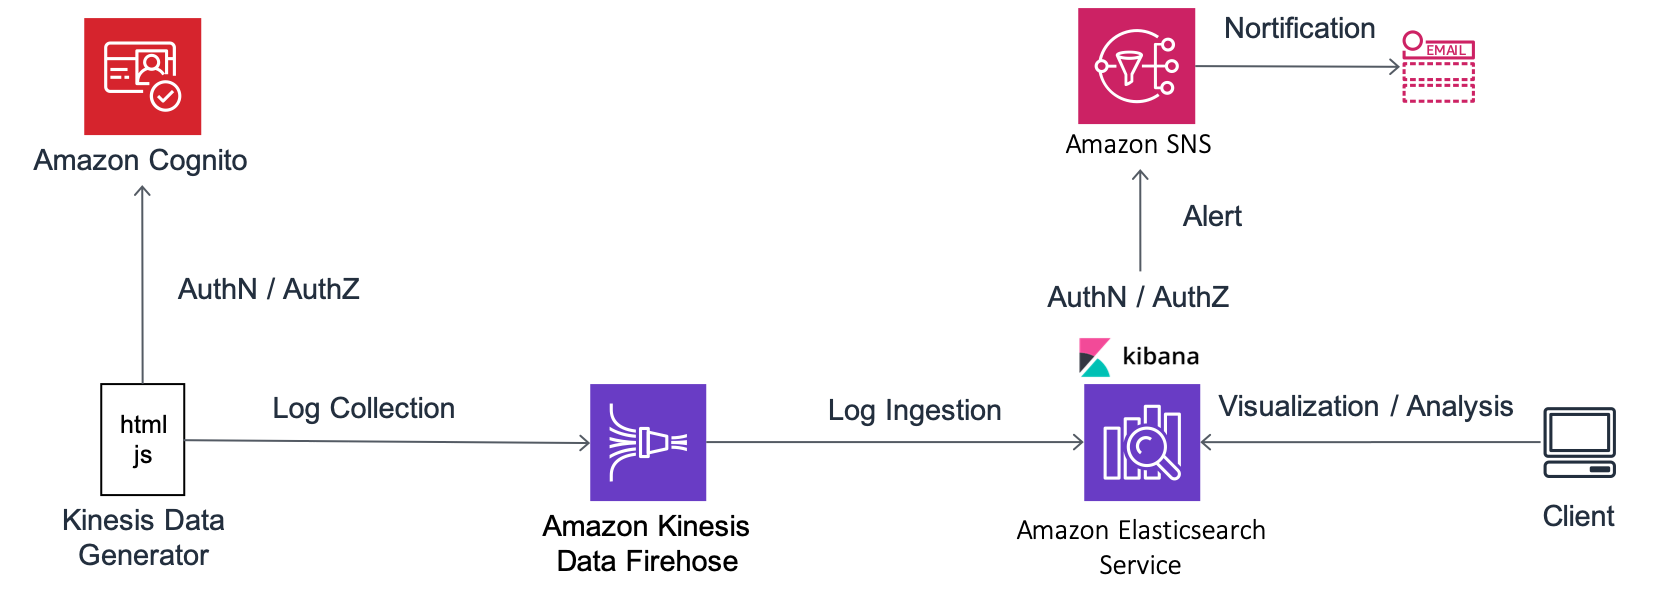 Nortification
EMAIL
Amazon Cognito
Amazon SNS
Alert
AuthN / AuthZ
AuthN / AuthZ
kibana
html
js
Log Collection
Log Ingestion
Visualization / Analysis
Kinesis Data
Generator
Amazon Kinesis
Data Firehose
Amazon Elasticsearch
Service
Client